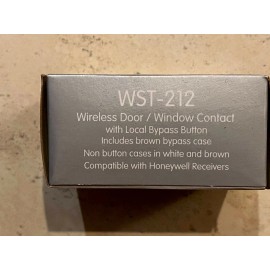 WST-212
Wireless Door / Window Contact
with Local Bypass Button
Includes brown bypass case
Non button cases in white and brown
Compatible with Honeywell Receivers